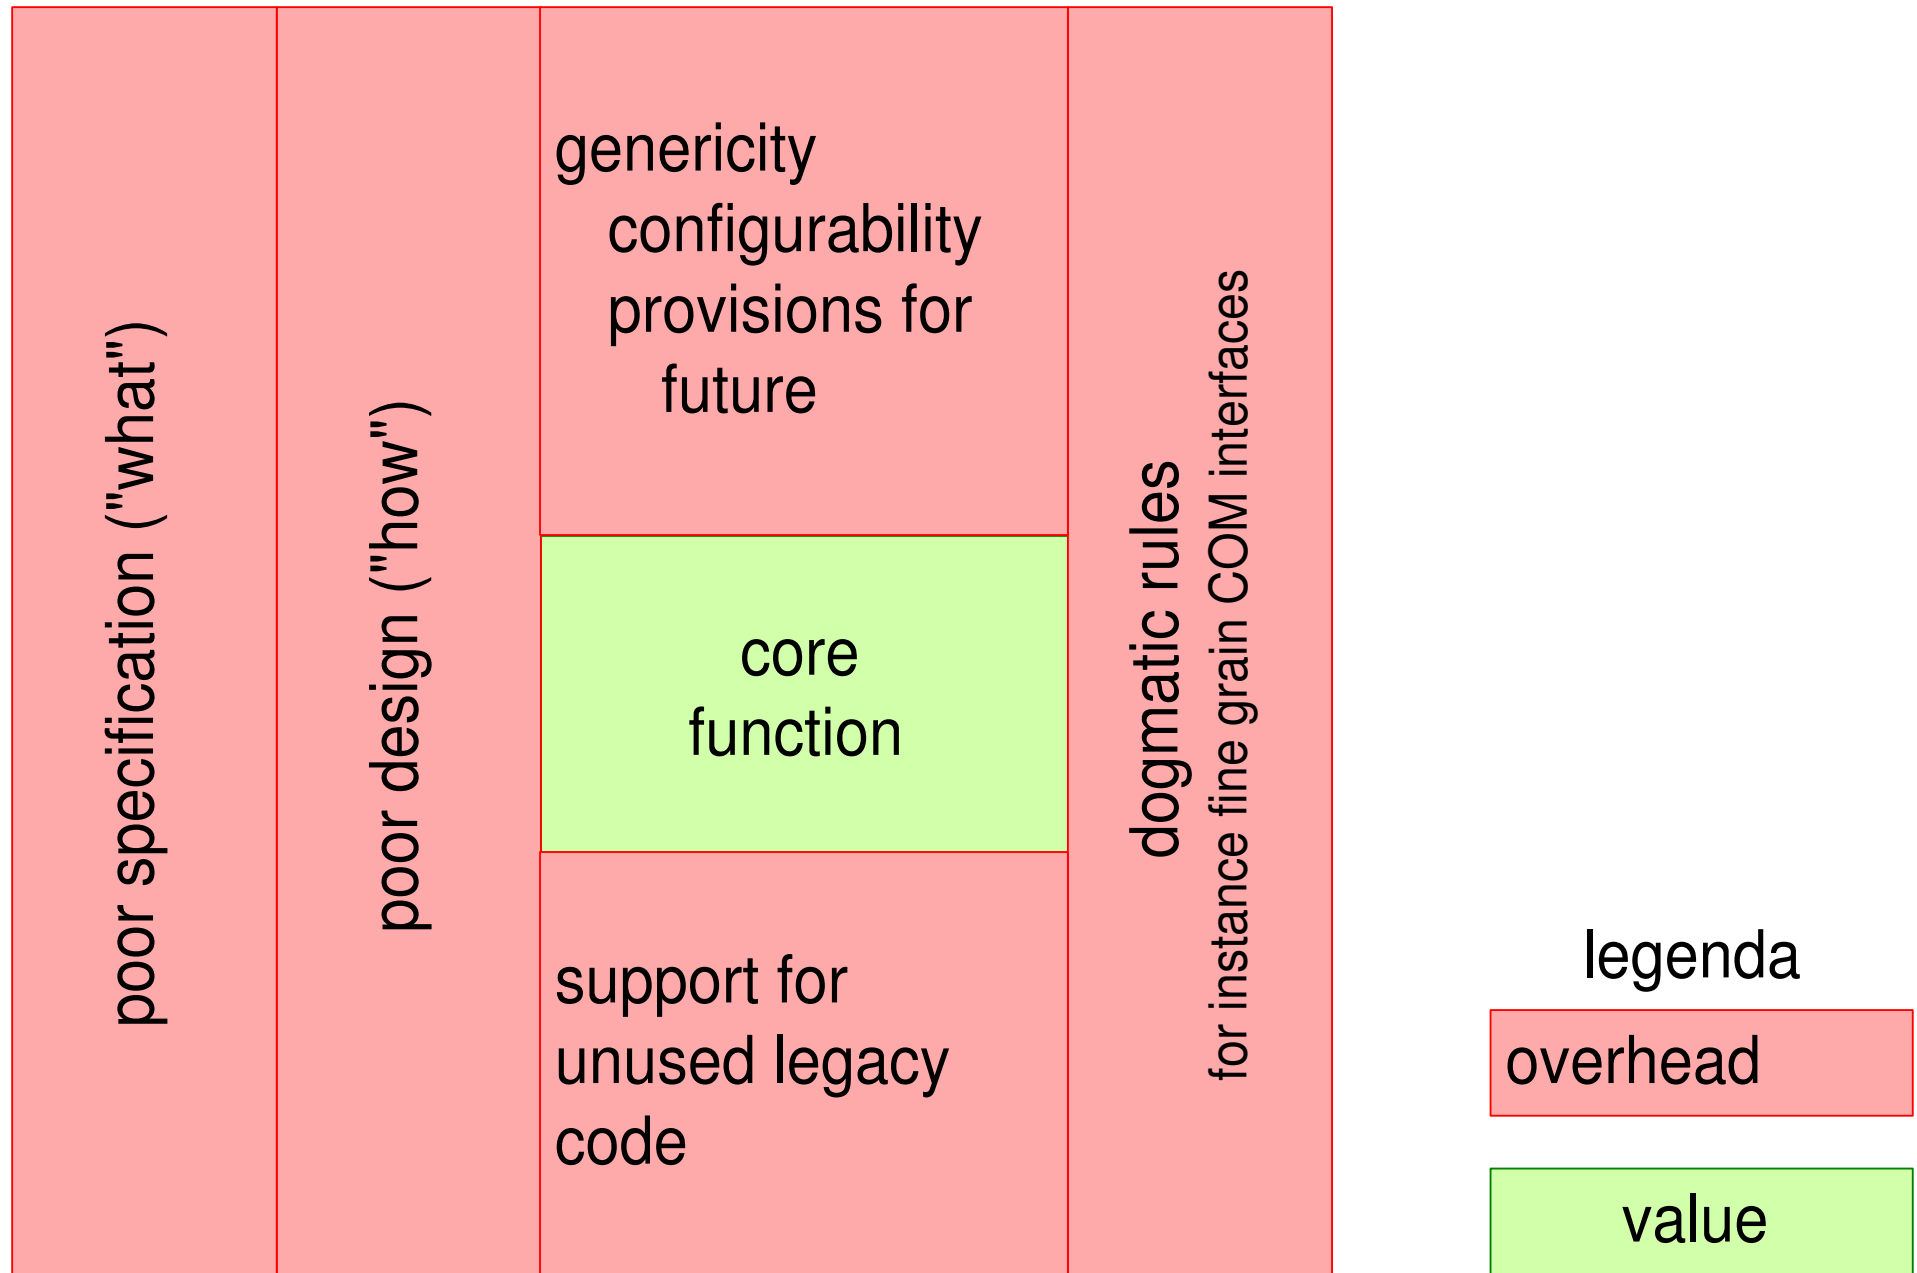 poor specification ("what")
poor design ("how")
genericity
configurability
provisions for
future
core
function
support for
unused legacy
code
dogmatic rules
for instance fine grain COM interfaces
legenda
overhead
value